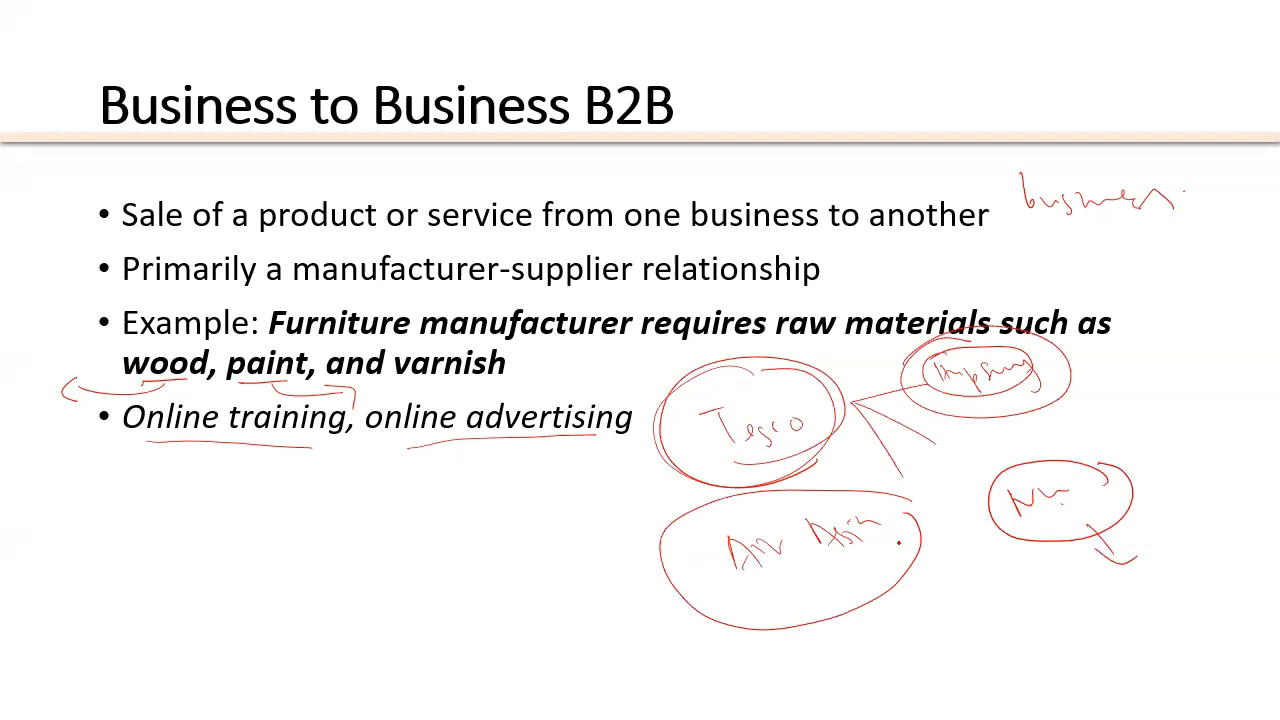 Business to Business B2B
• Sale of a product or service from one business to another
business
• Primarily a manufacturer-supplier relationship
• Example: Furniture manufacturer requires raw materials such as
wood, paint, and varnish
• Online training, online advertising
Tesco
Air Asia